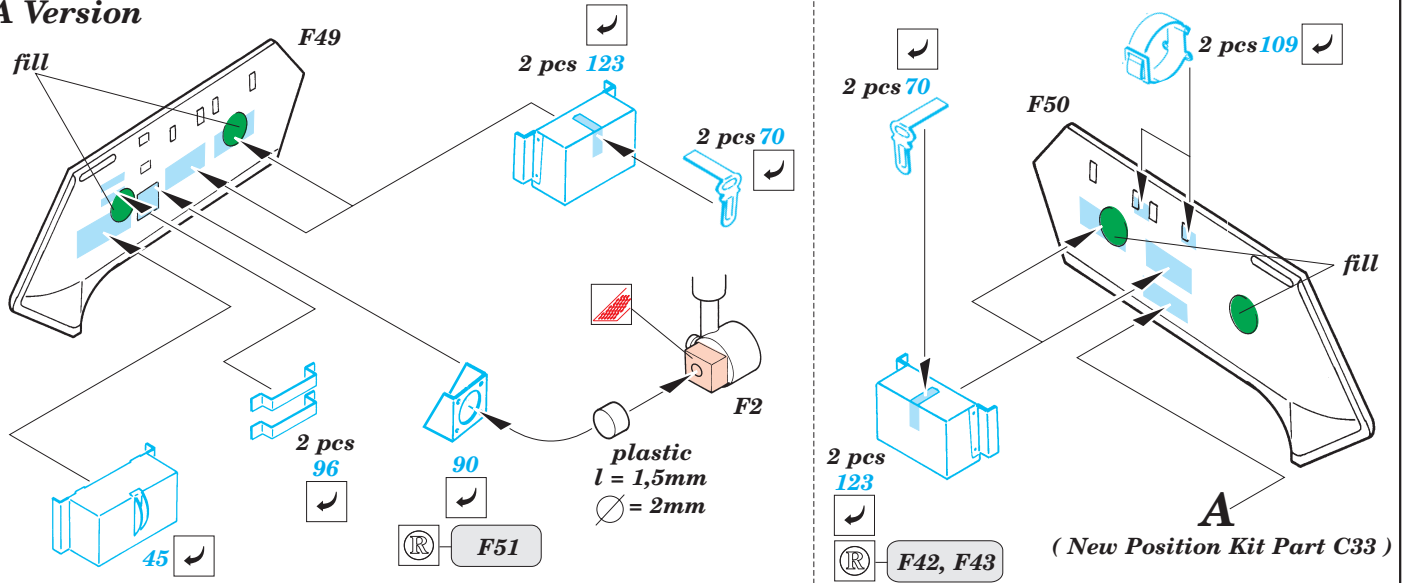 A Version
F49
fill
2 pcs 123
2 pcs 70
F2
plastic
l = 1,5mm
∅ = 2mm
2 pcs
96
90
® F51
45
2 pcs 109
2 pcs 70
F50
fill
2 pcs
123
® F42, F43
A
( New Position Kit Part C33 )